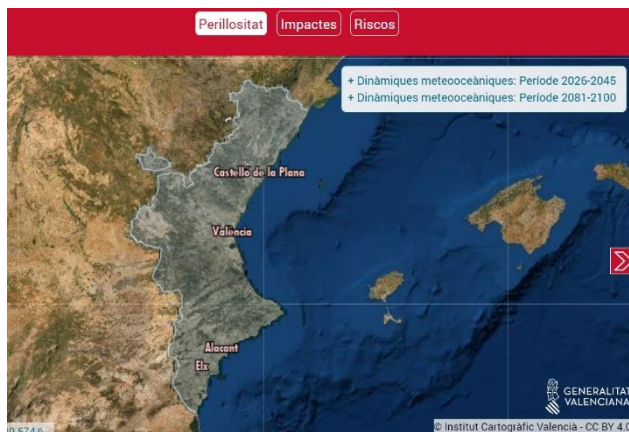 Perillositat
Impactes
Riscos
+ Dinàmiques meteooceàniques: Període 2026-2045
+ Dinàmiques meteooceàniques: Període 2081-2100
Castelló de la Plana
València
Alacant
Elx
GENERALITAT
VALENCIANA
© Institut Cartogràfic Valencià - CC BY 4.0